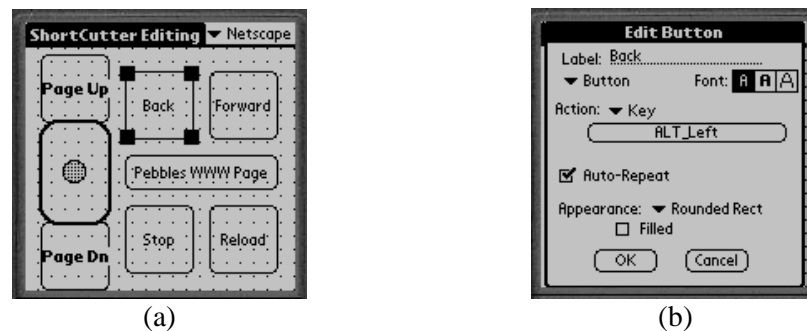 ShortCutter Editing ▼ Netscape
Page Up
Back
Forward
Pebbles WWW Page
Stop
Reload
Page Dn
(a)
Edit Button
Label: Back
▼ Button Font: A A A
Action: ▼ Key
ALT_Left
Auto-Repeat
Appearance: ▼ Rounded Rect
Filled
OK Cancel
(b)